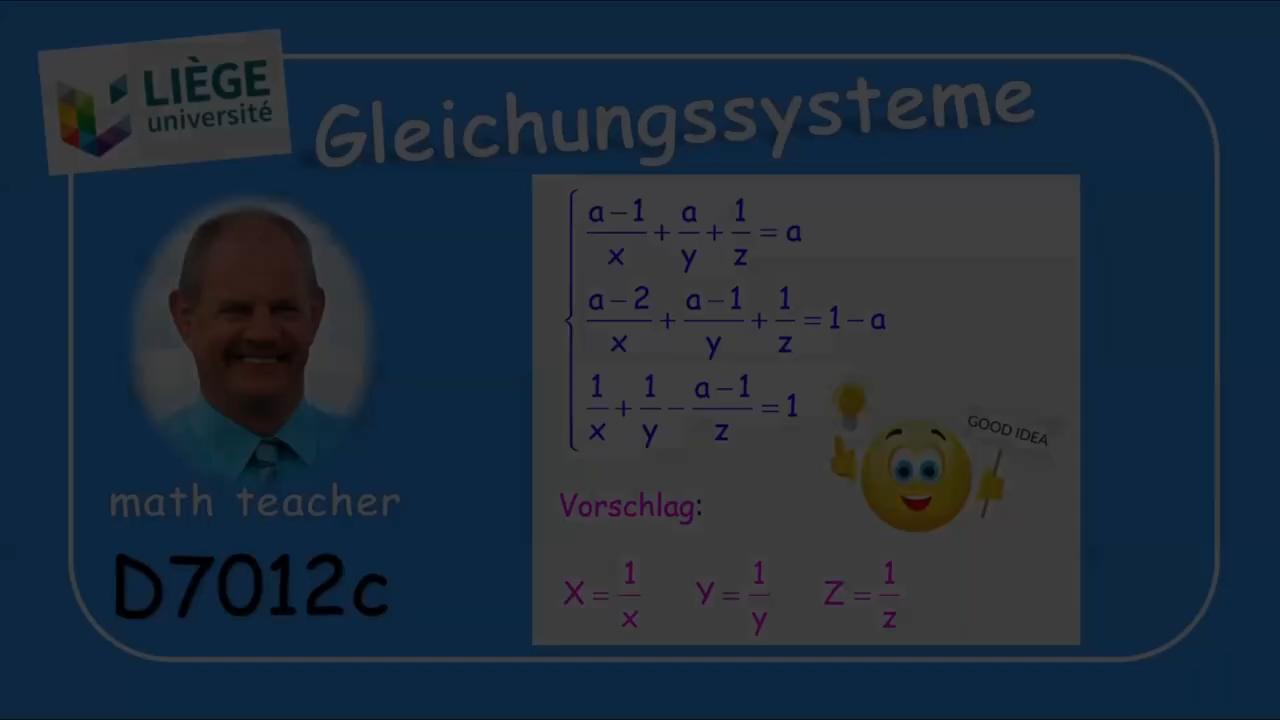 LIÈGE
université
Gleichungssysteme
a-1/x + a/y + 1/z = a
a-2/x + a-1/y + 1/z = 1-a
1/x + 1/y - a-1/z = 1
GOOD IDEA
Vorschlag:
X = 1/x Y = 1/y Z = 1/z
math teacher
D7012c